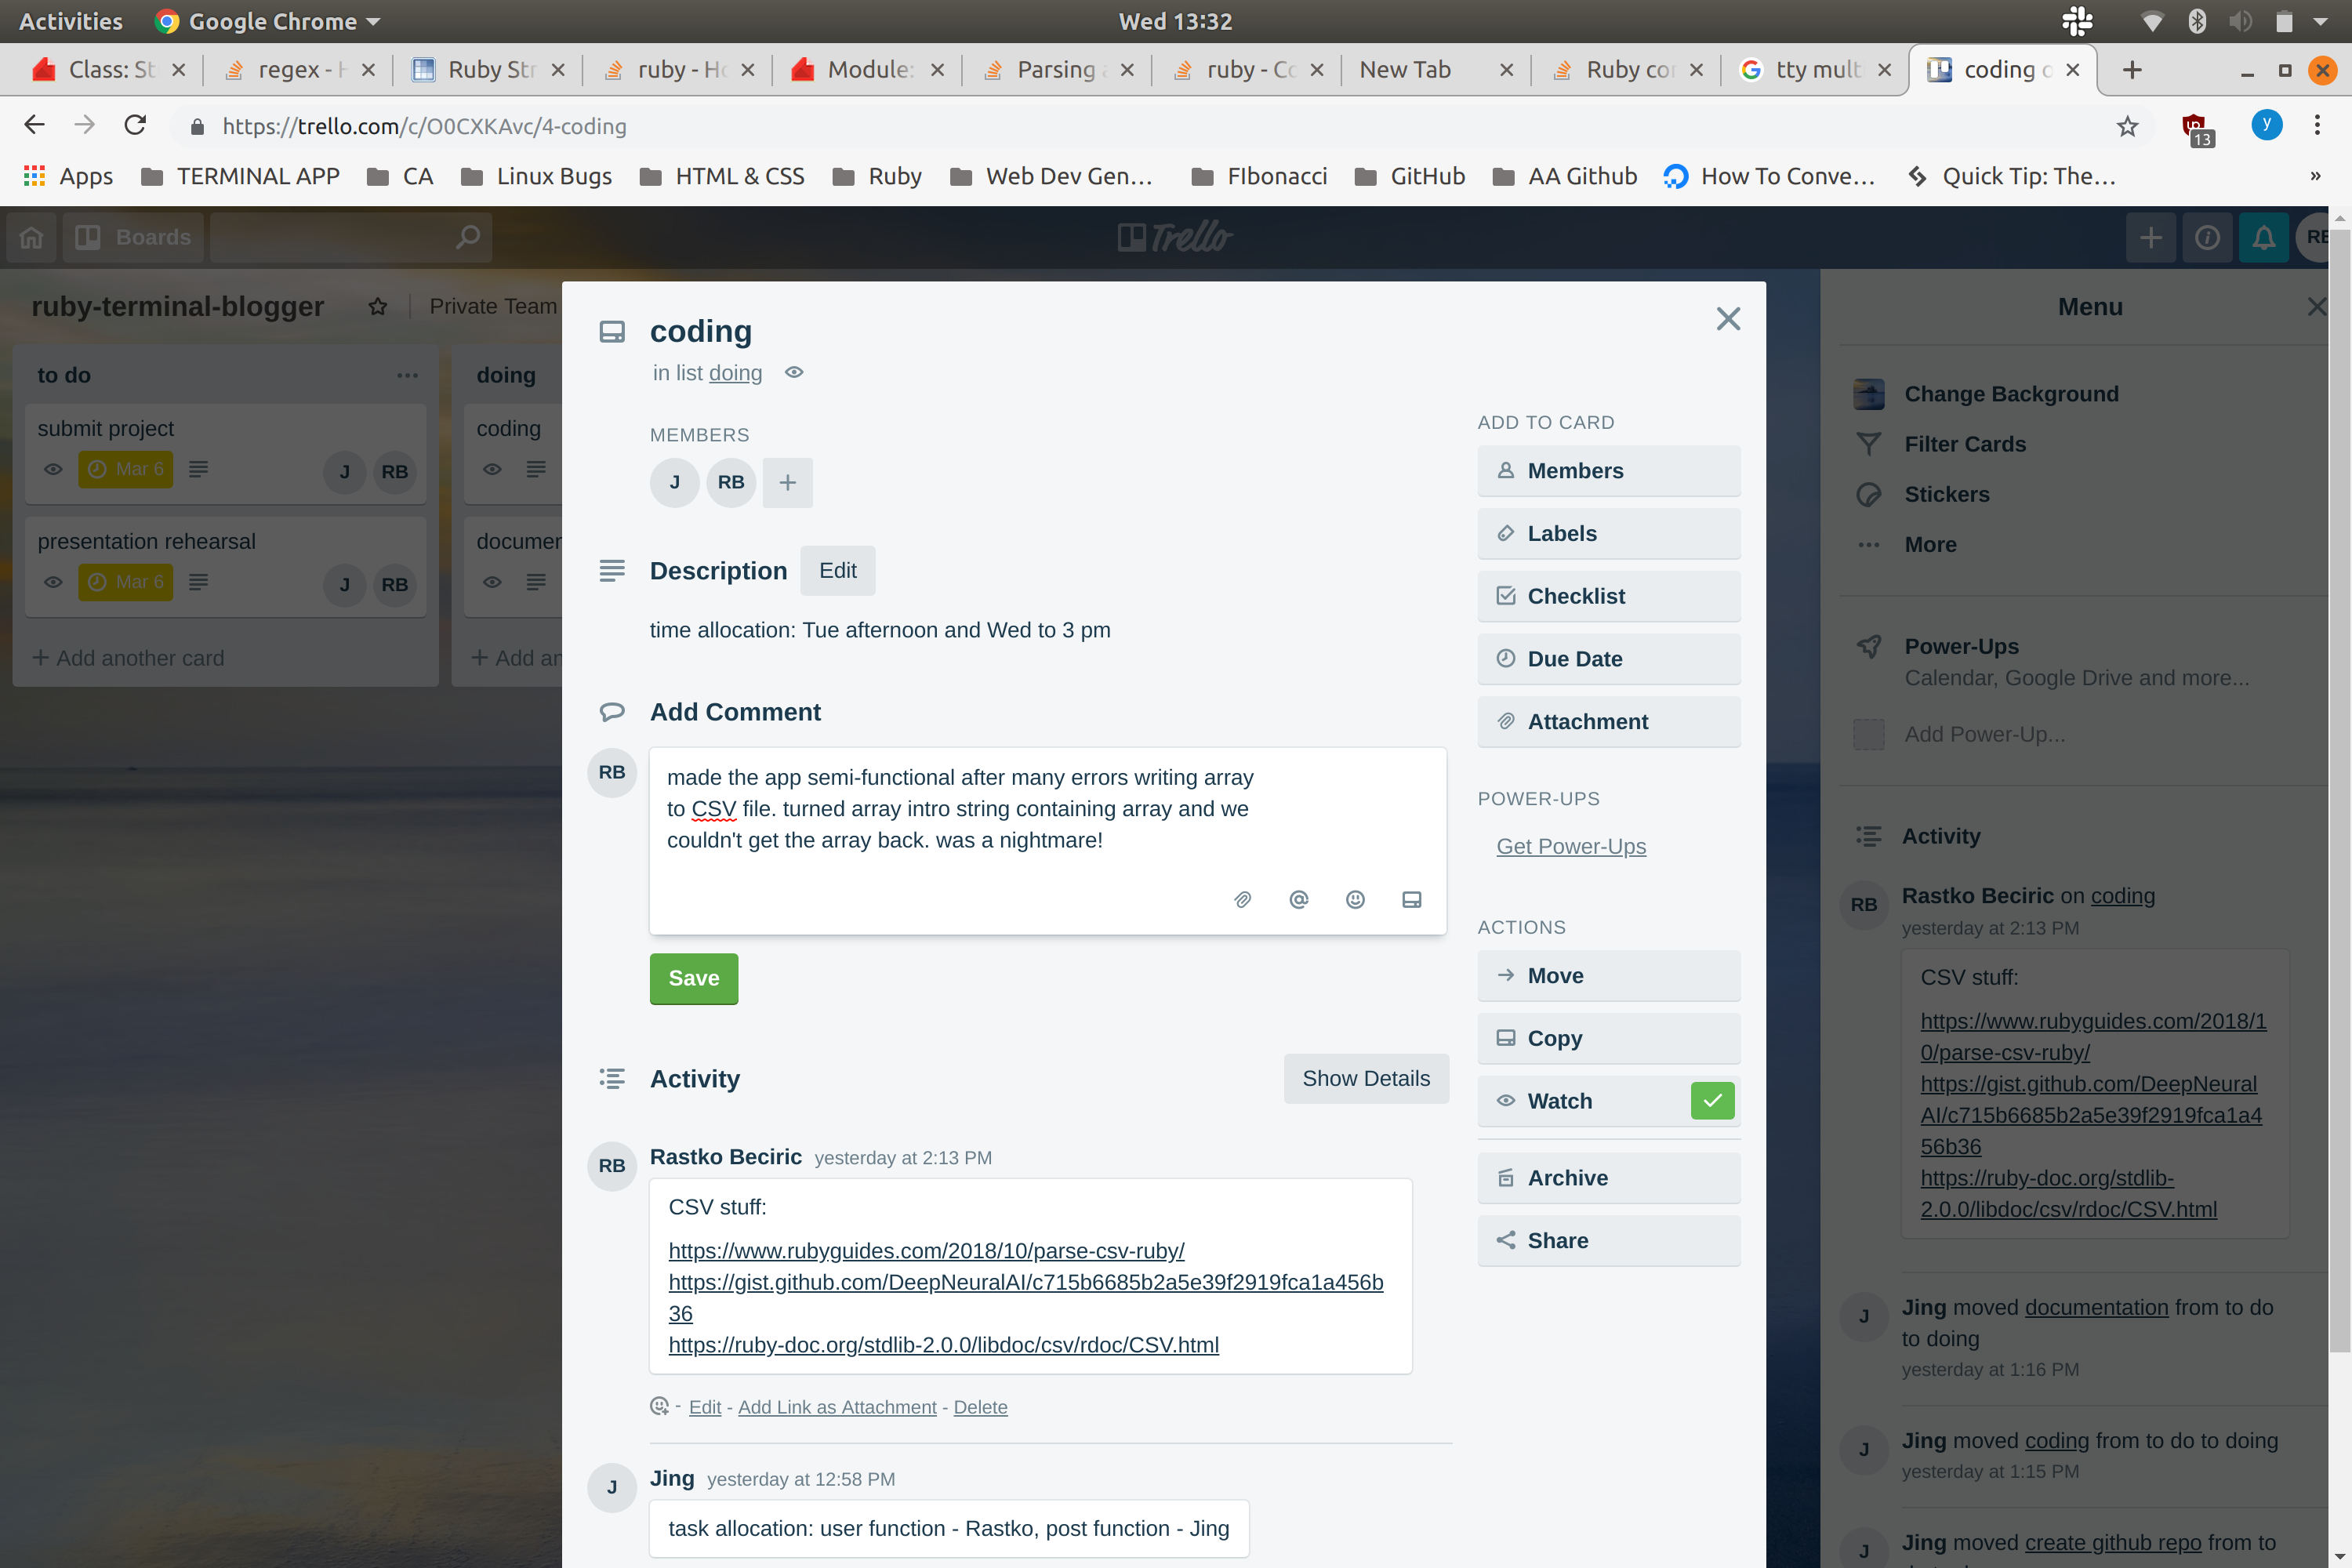 Activities Google Chrome Wed 13:32
Class: St regex - H Ruby Str ruby - Ho Module: Parsing a ruby - Co New Tab Ruby cor tty mult coding o
https://trello.com/c/O0CXKAvc/4-coding 13 y
Apps TERMINAL APP CA Linux Bugs HTML & CSS Ruby Web Dev Gen… FIbonacci GitHub AA Github How To Conve… Quick Tip: The… »
Boards Trello RB
ruby-terminal-blogger Private Team
to do
submit project
Mar 6 J RB
presentation rehearsal
Mar 6 J RB
+ Add another card
doing
coding
documen
+ Add an
coding
in list doing
MEMBERS
J RB +
Description Edit
time allocation: Tue afternoon and Wed to 3 pm
Add Comment
RB
made the app semi-functional after many errors writing array
to CSV file. turned array intro string containing array and we
couldn't get the array back. was a nightmare!
Save
Activity Show Details
RB Rastko Beciric yesterday at 2:13 PM
CSV stuff:
https://www.rubyguides.com/2018/10/parse-csv-ruby/
https://gist.github.com/DeepNeuralAI/c715b6685b2a5e39f2919fca1a456b
36
https://ruby-doc.org/stdlib-2.0.0/libdoc/csv/rdoc/CSV.html
- Edit - Add Link as Attachment - Delete
J Jing yesterday at 12:58 PM
task allocation: user function - Rastko, post function - Jing
ADD TO CARD
Members
Labels
Checklist
Due Date
Attachment
POWER-UPS
Get Power-Ups
ACTIONS
Move
Copy
Watch
Archive
Share
Menu
Change Background
Filter Cards
Stickers
More
Power-Ups
Calendar, Google Drive and more...
Add Power-Up...
Activity
RB Rastko Beciric on coding
yesterday at 2:13 PM
CSV stuff:
https://www.rubyguides.com/2018/1
0/parse-csv-ruby/
https://gist.github.com/DeepNeural
AI/c715b6685b2a5e39f2919fca1a4
56b36
https://ruby-doc.org/stdlib-
2.0.0/libdoc/csv/rdoc/CSV.html
J Jing moved documentation from to do
to doing
yesterday at 1:16 PM
J Jing moved coding from to do to doing
yesterday at 1:15 PM
J Jing moved create github repo from to